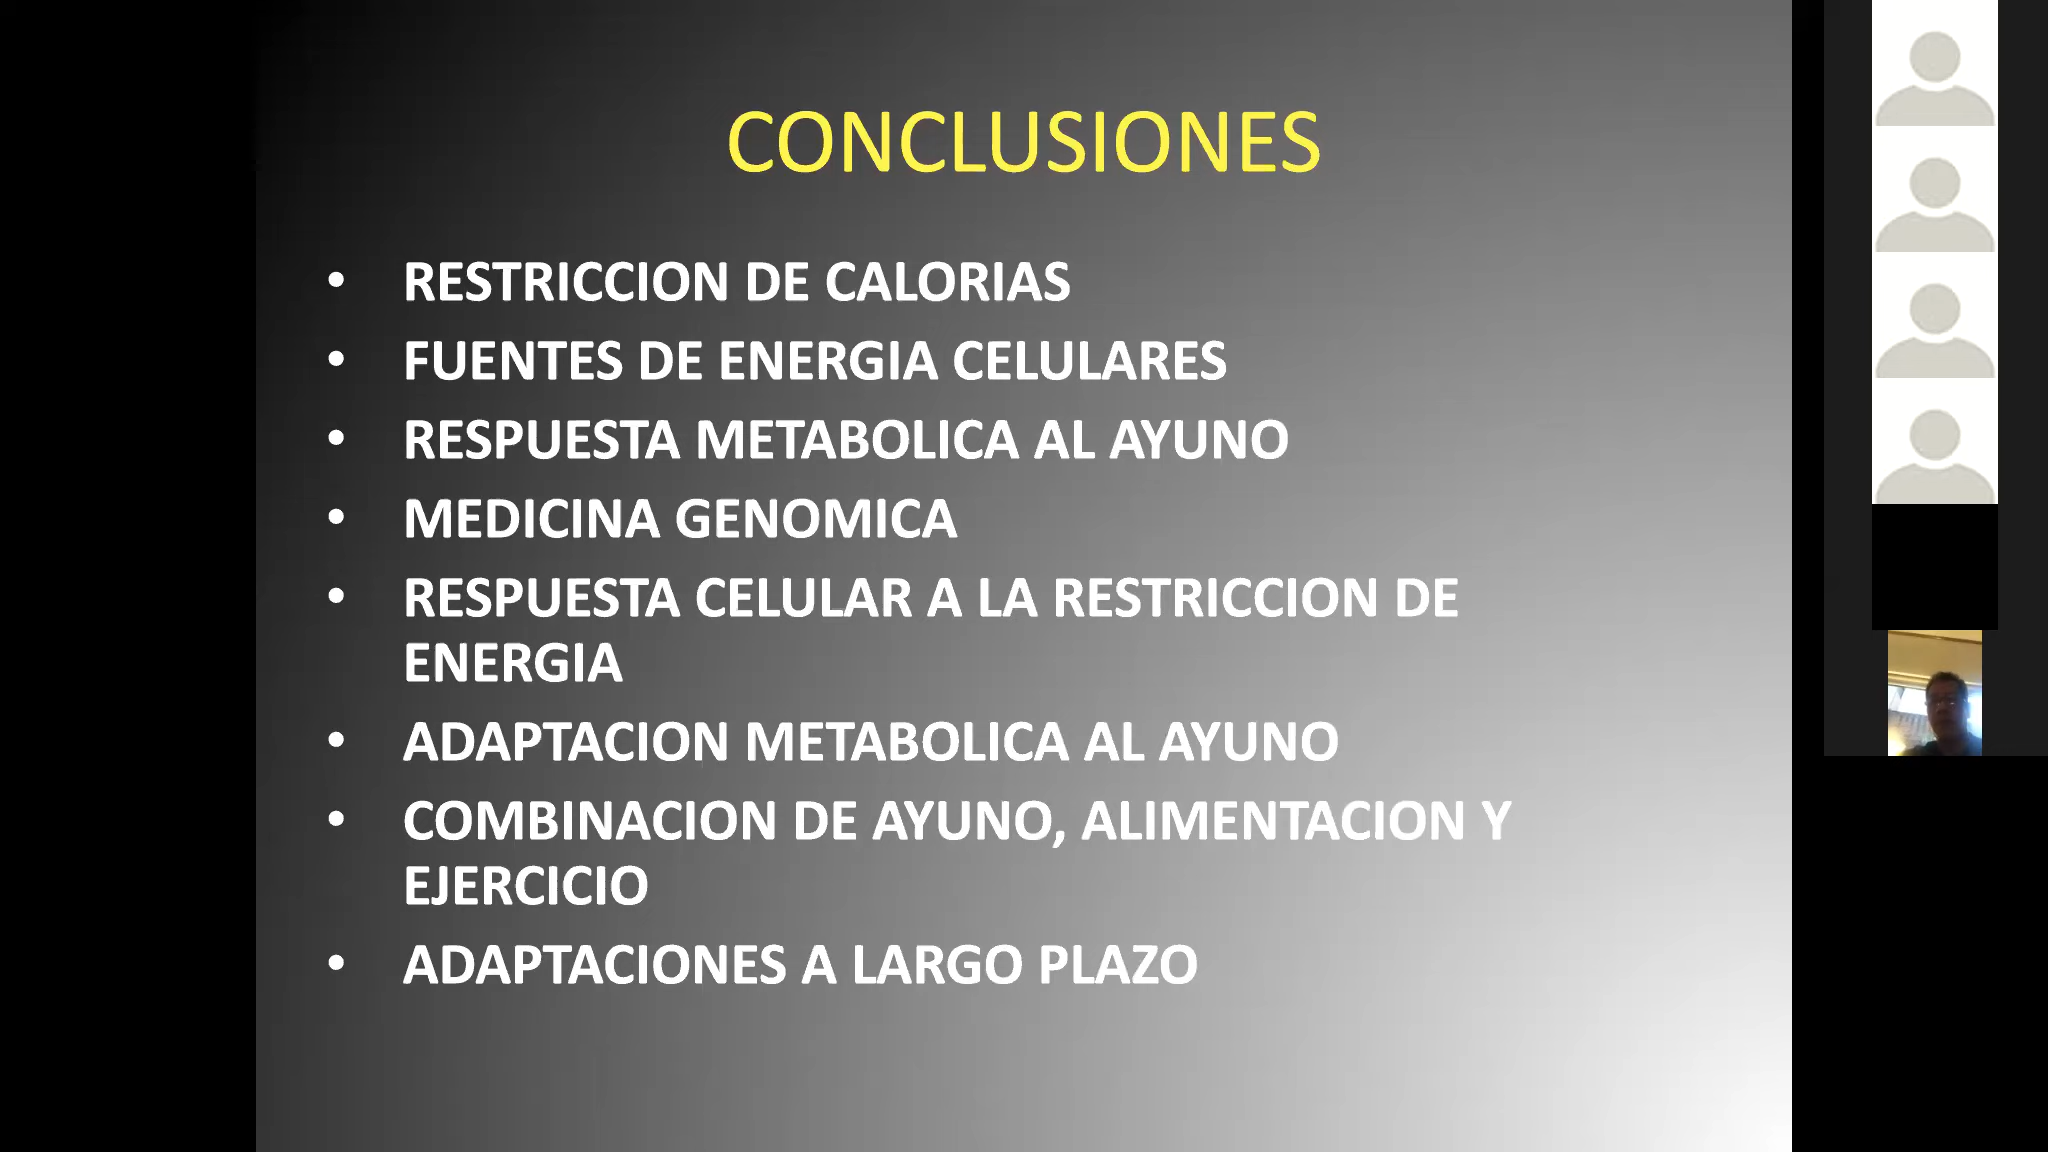 CONCLUSIONES
• RESTRICCION DE CALORIAS
• FUENTES DE ENERGIA CELULARES
• RESPUESTA METABOLICA AL AYUNO
• MEDICINA GENOMICA
• RESPUESTA CELULAR A LA RESTRICCION DE
ENERGIA
• ADAPTACION METABOLICA AL AYUNO
• COMBINACION DE AYUNO, ALIMENTACION Y
EJERCICIO
• ADAPTACIONES A LARGO PLAZO